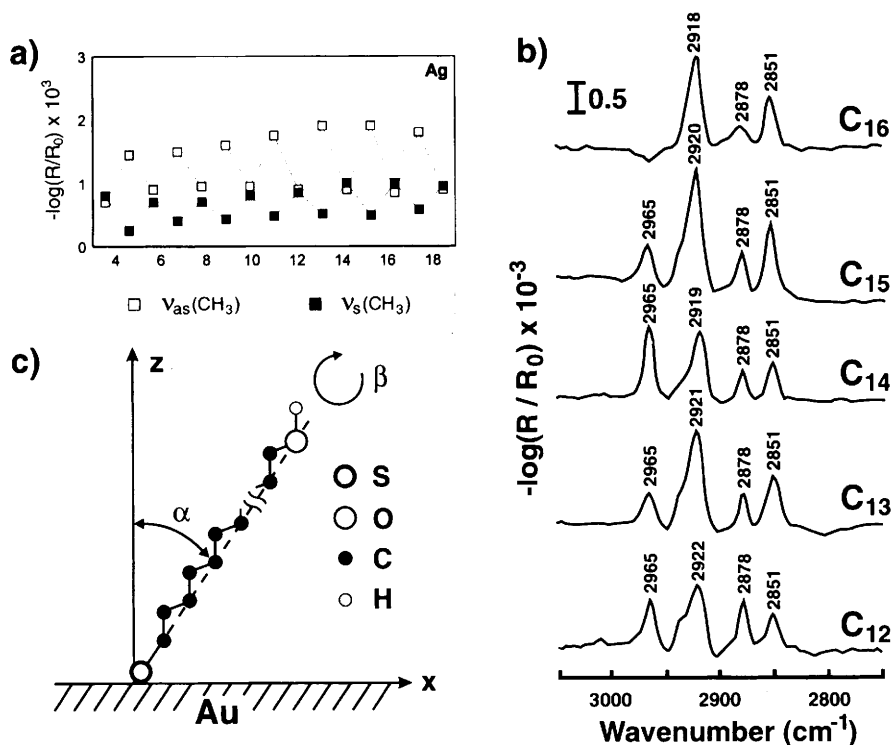 a)
3
2
1
0
-log(R/R₀) x 10³
Ag
4 6 8 10 12 14 16 18
□ νas(CH₃) ■ νs(CH₃)
b)
0.5
2918
2878
2851
C₁₆
2965
2920
2878
2851
C₁₅
2965
2919
2878
2851
C₁₄
2965
2921
2878
2851
C₁₃
2965
2922
2878
2851
C₁₂
-log(R / R₀) x 10⁻³
3000 2900 2800
Wavenumber (cm⁻¹)
c)
z
β
α
S
O
C
H
Au
x